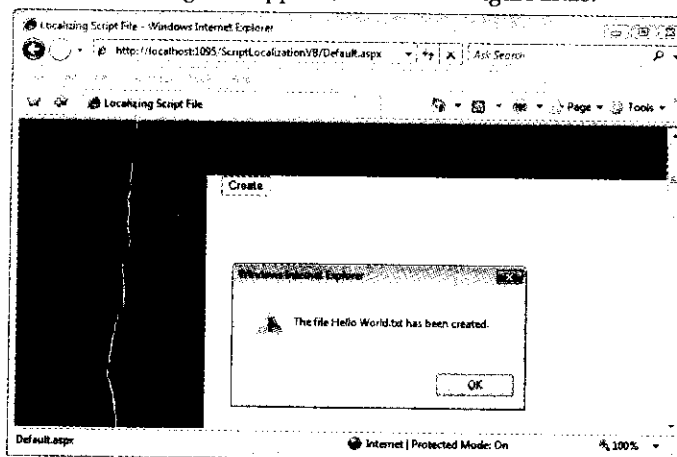 Localizing Script File - Windows Internet Explorer
http://localhost:1095/ScriptLocalizationVB/Default.aspx
Ask Search
Localizing Script File
Page
Tools
Create
Windows Internet Explorer
The file Hello World.txt has been created.
OK
Default.aspx
Internet | Protected Mode: On
100%